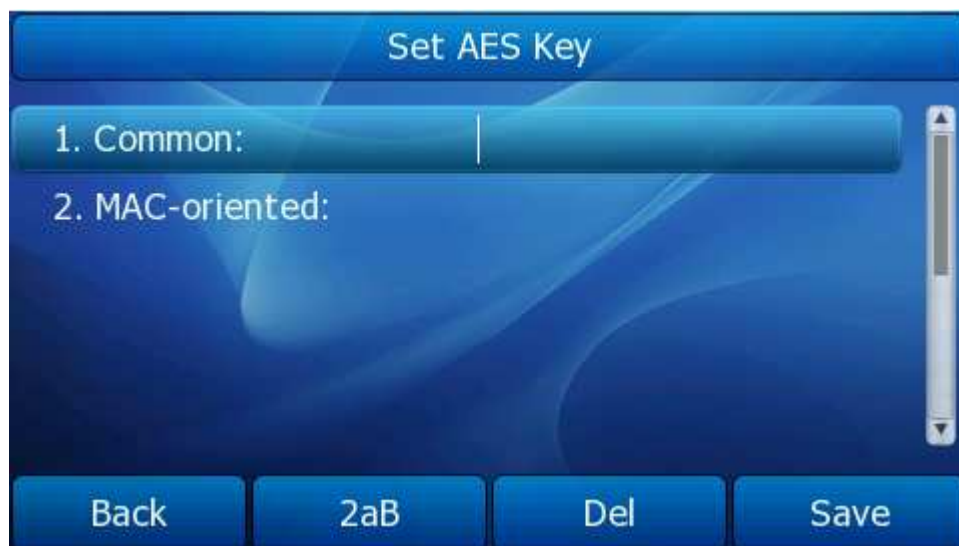 Set AES Key
1. Common:
2. MAC-oriented:
Back 2aB Del Save